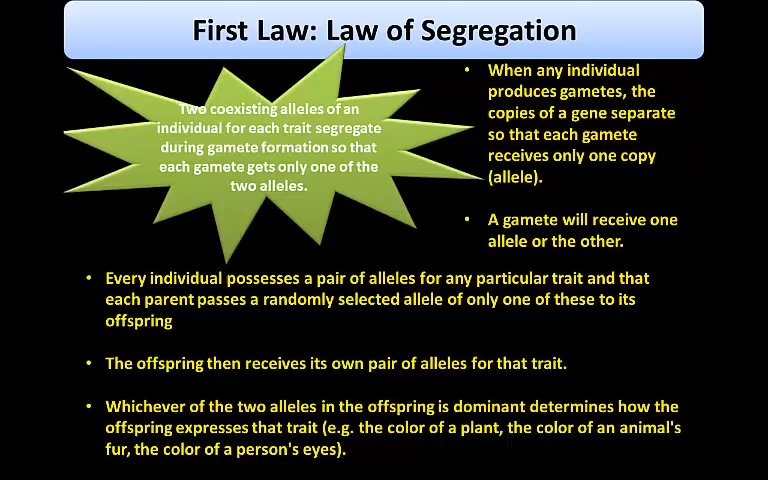 First Law: Law of Segregation
Two coexisting alleles of an
individual for each trait segregate
during gamete formation so that
each gamete gets only one of the
two alleles.
• When any individual
produces gametes, the
copies of a gene separate
so that each gamete
receives only one copy
(allele).
• A gamete will receive one
allele or the other.
• Every individual possesses a pair of alleles for any particular trait and that
each parent passes a randomly selected allele of only one of these to its
offspring
• The offspring then receives its own pair of alleles for that trait.
• Whichever of the two alleles in the offspring is dominant determines how the
offspring expresses that trait (e.g. the color of a plant, the color of an animal's
fur, the color of a person's eyes).